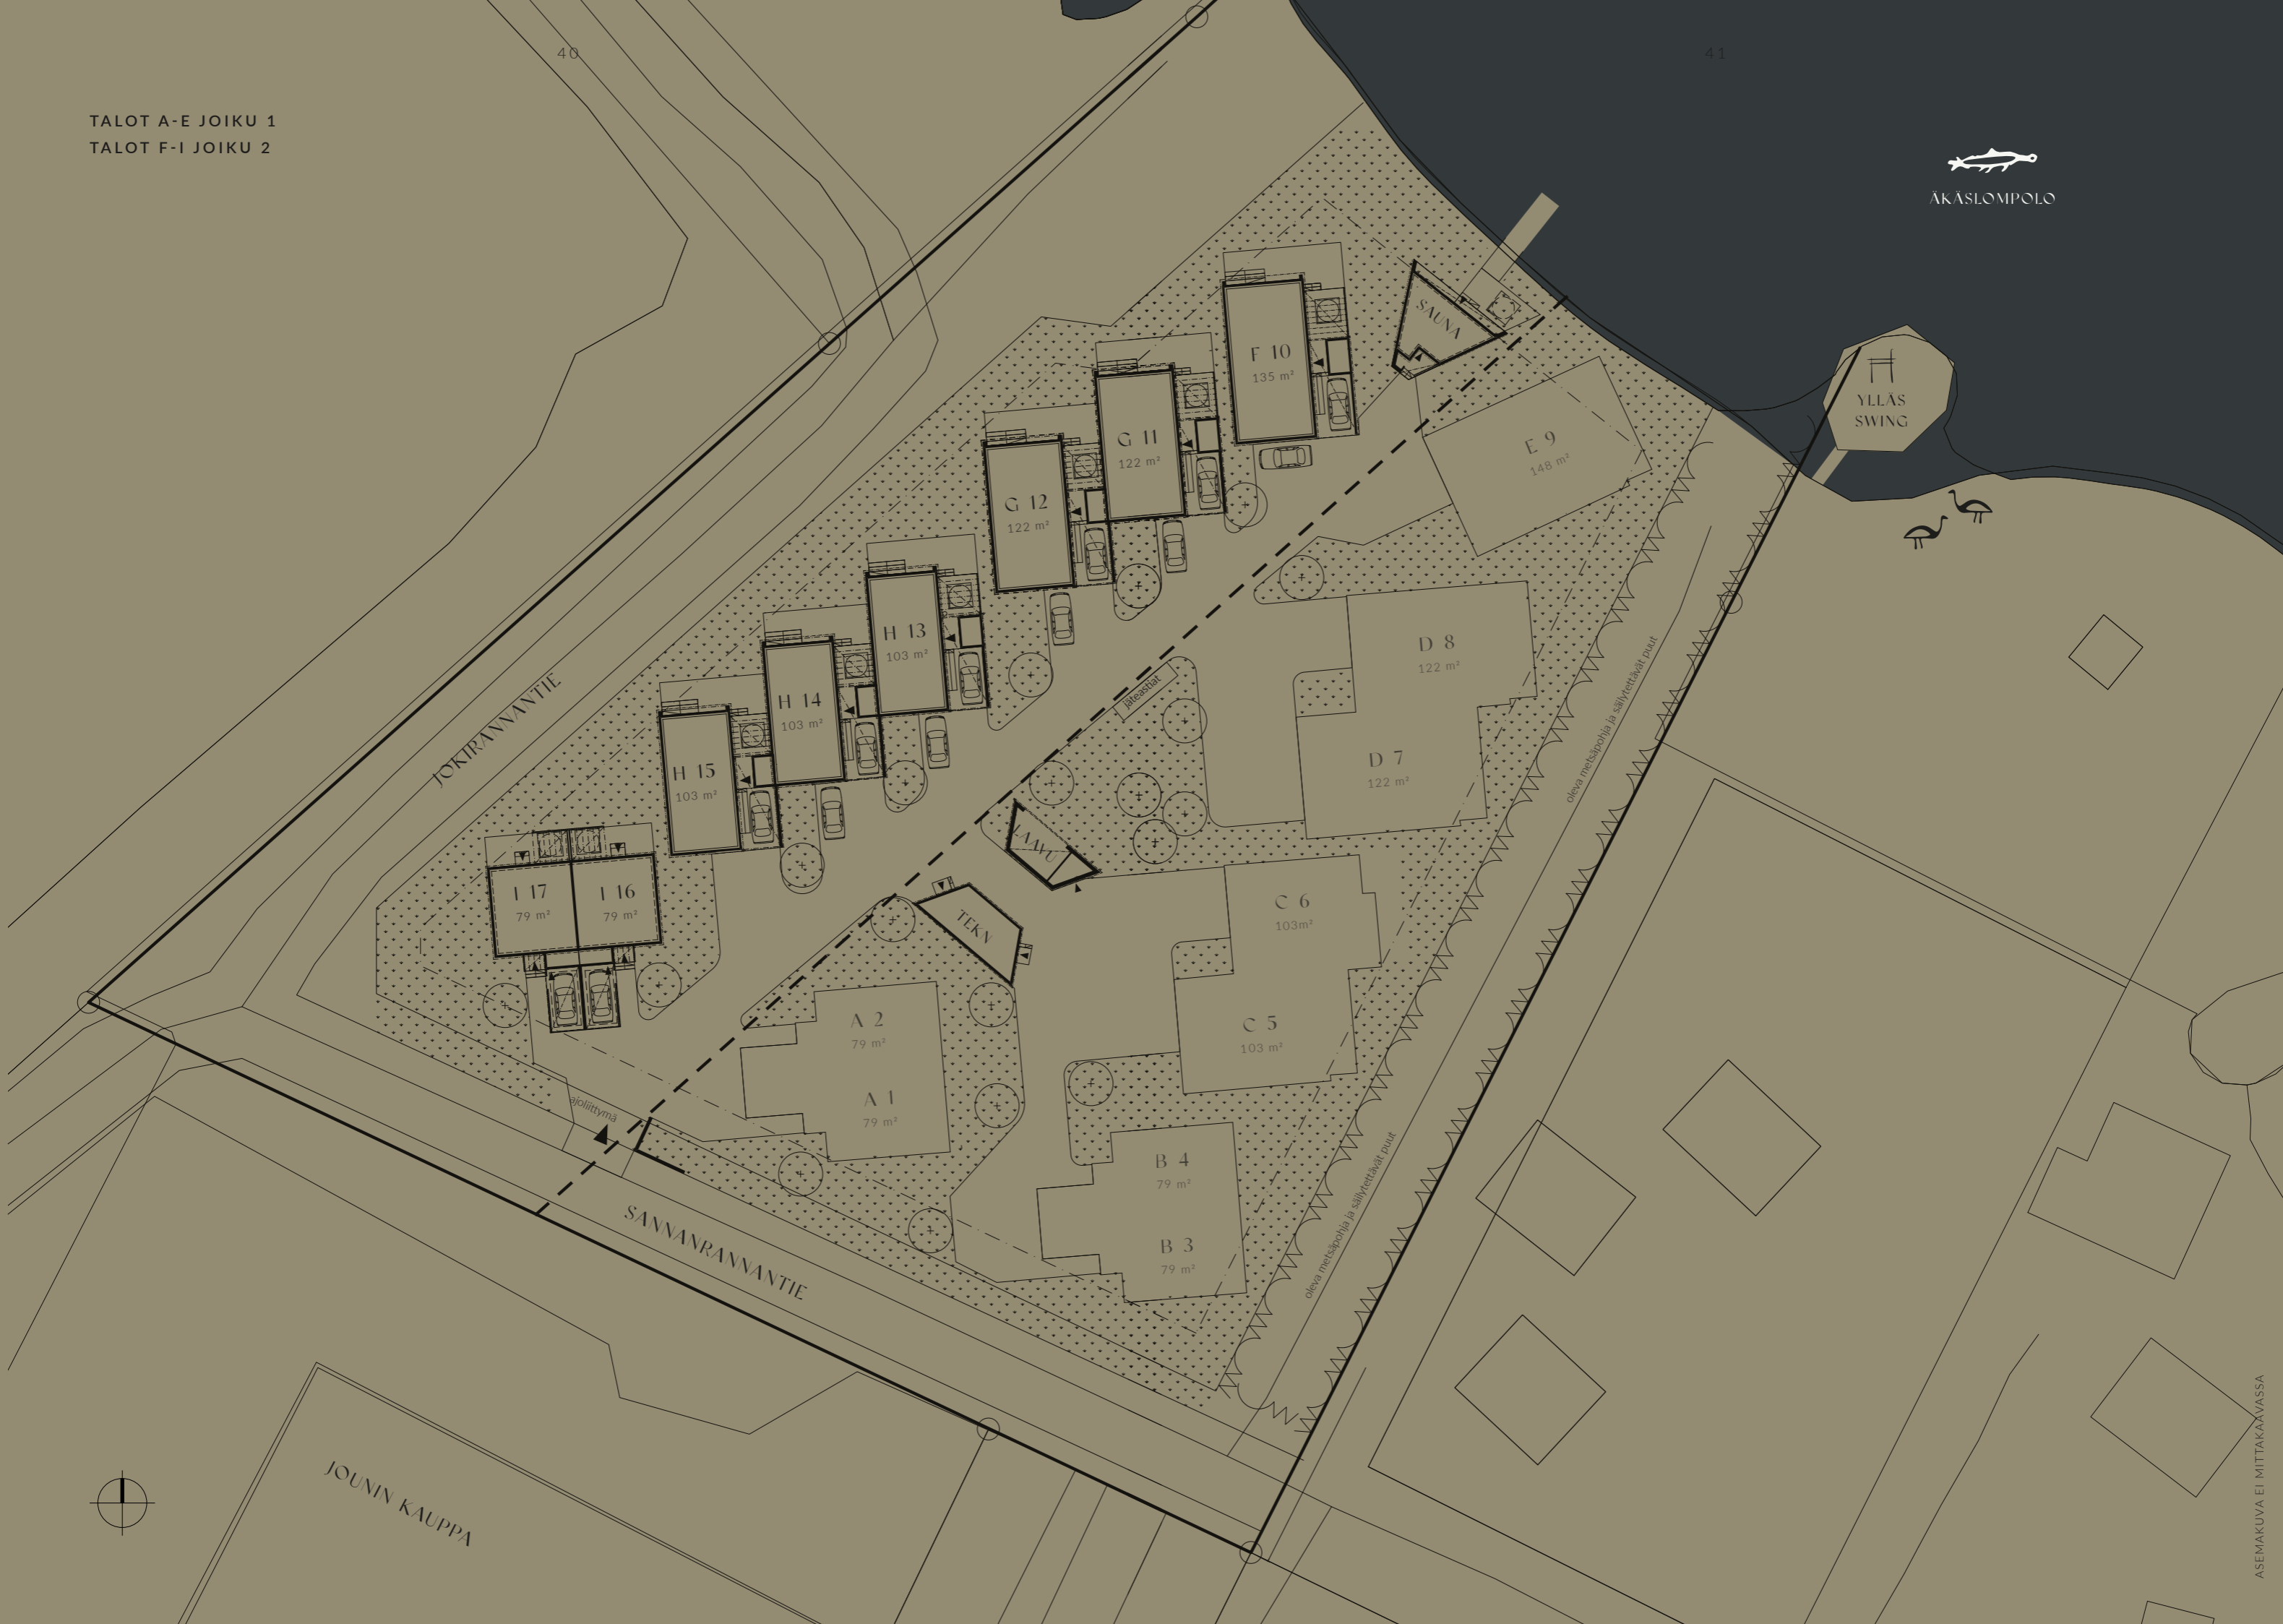 40
41
TALOT A-E JOIKU 1
TALOT F-I JOIKU 2
ÄKÄSLOMPOLO
SAUNA
F 10
135 m²
YLLÄS
SWING
G 11
122 m²
E 9
148 m²
G 12
122 m²
H 13
103 m²
D 8
122 m²
jäteastiat
oleva metsäpohja ja säilytettävät puut
JOKIRANNANTIE
H 14
103 m²
H 15
103 m²
D 7
122 m²
LAAVU
I 17
79 m²
I 16
79 m²
C 6
103m²
TEKN
A 2
79 m²
C 5
103 m²
A 1
79 m²
ajoliittymä
B 4
79 m²
oleva metsäpohja ja säilytettävät puut
SANNANRANNANTIE
B 3
79 m²
JOUNIN KAUPPA
ASEMAKUVA EI MITTAKAAVASSA